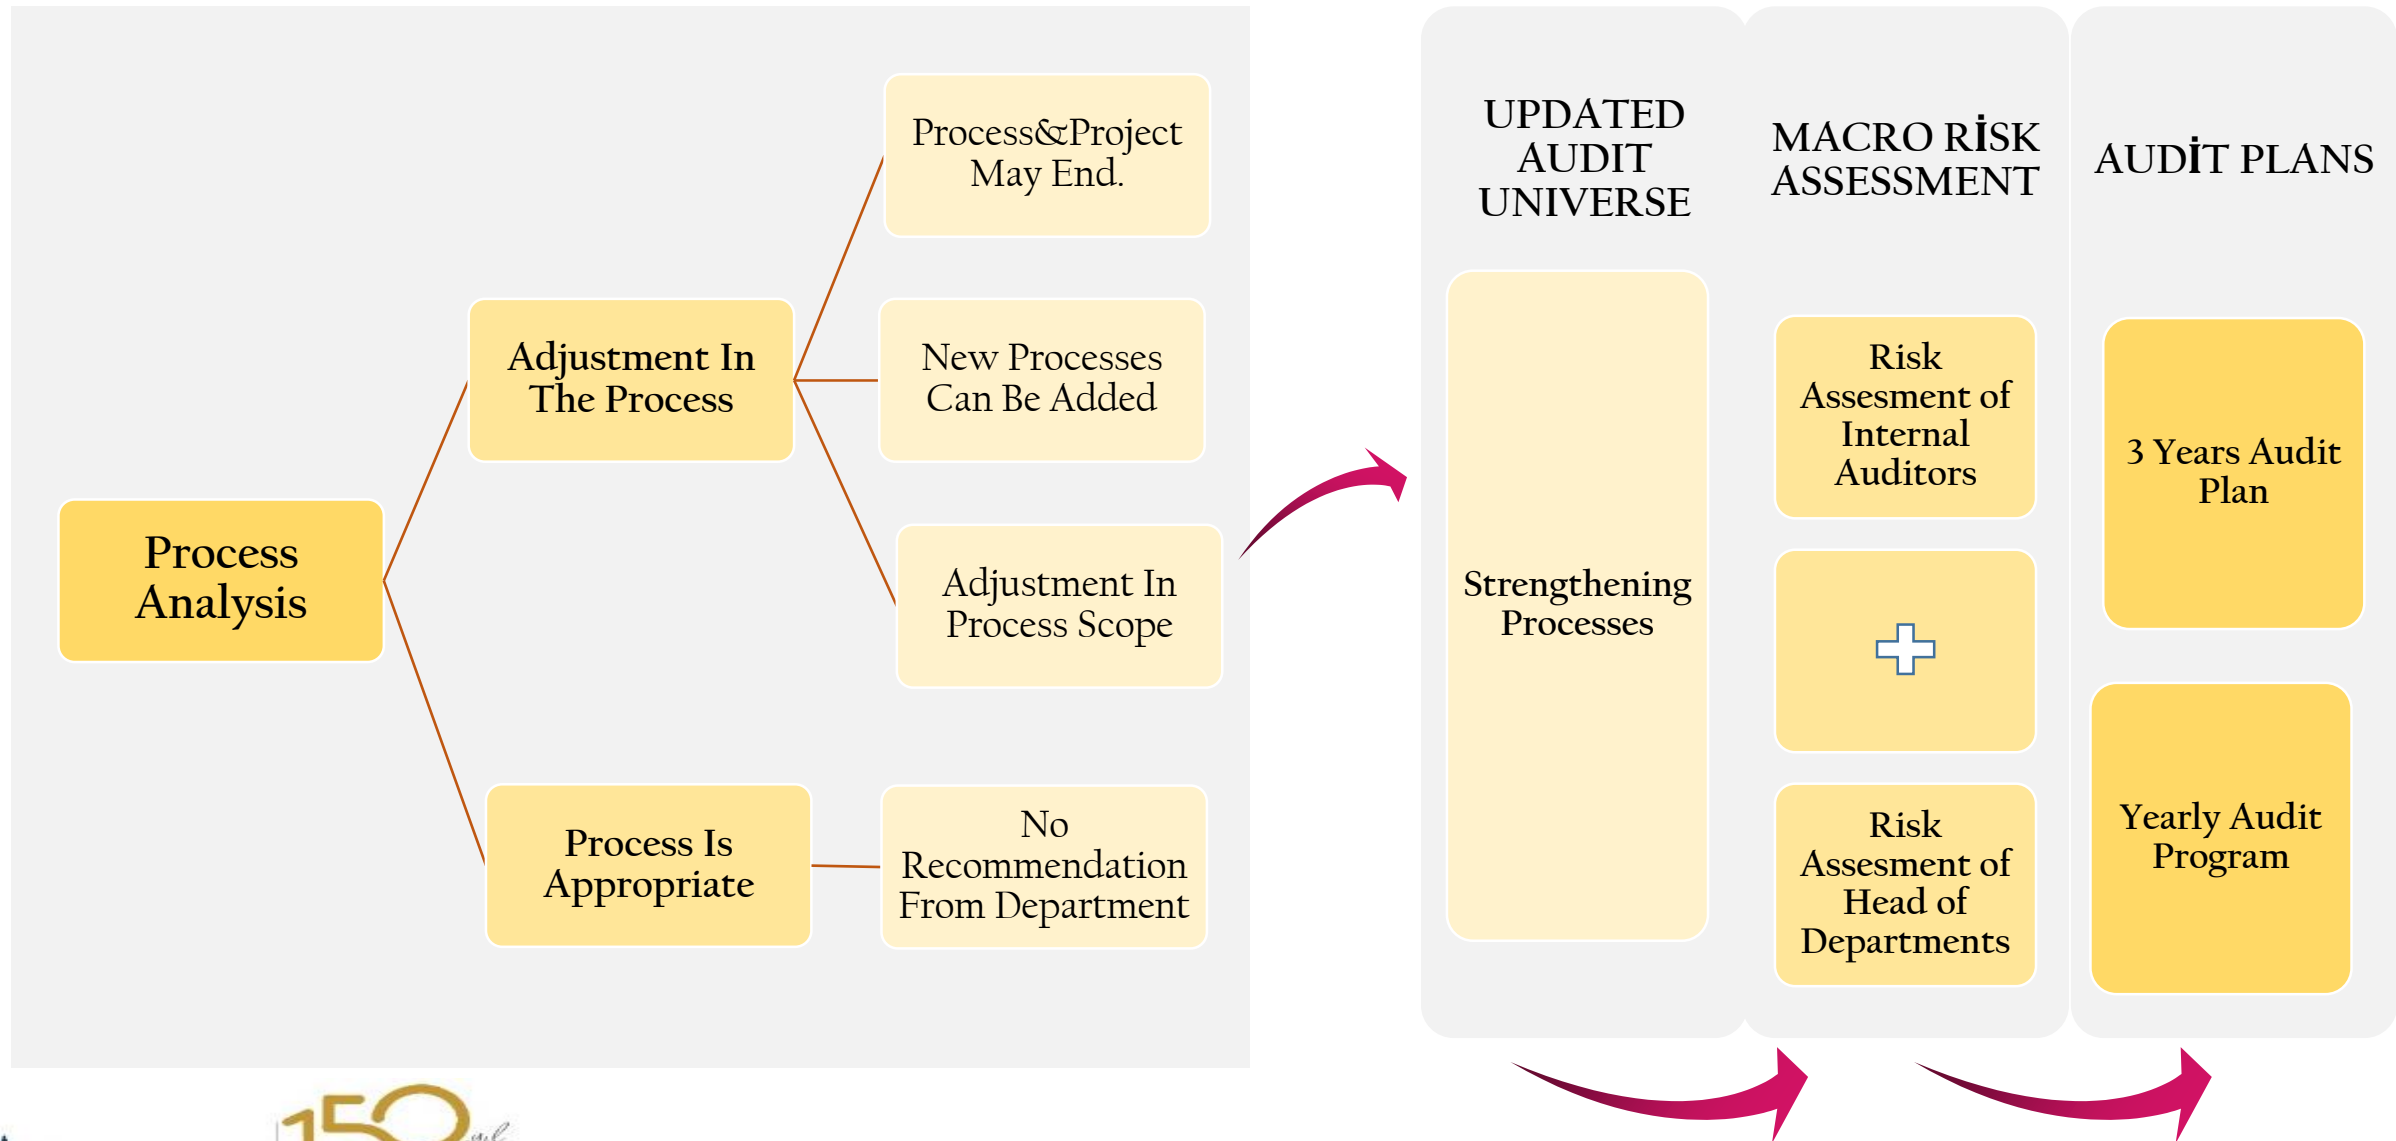 Process&Project
May End.
Adjustment In
The Process
New Processes
Can Be Added
Process
Analysis
Adjustment In
Process Scope
Process Is
Appropriate
No
Recommendation
From Department
UPDATED
AUDIT
UNIVERSE
Strengthening
Processes
MACRO RİSK
ASSESSMENT
Risk
Assesment of
Internal
Auditors
Risk
Assesment of
Head of
Departments
AUDİT PLANS
3 Years Audit
Plan
Yearly Audit
Program
150